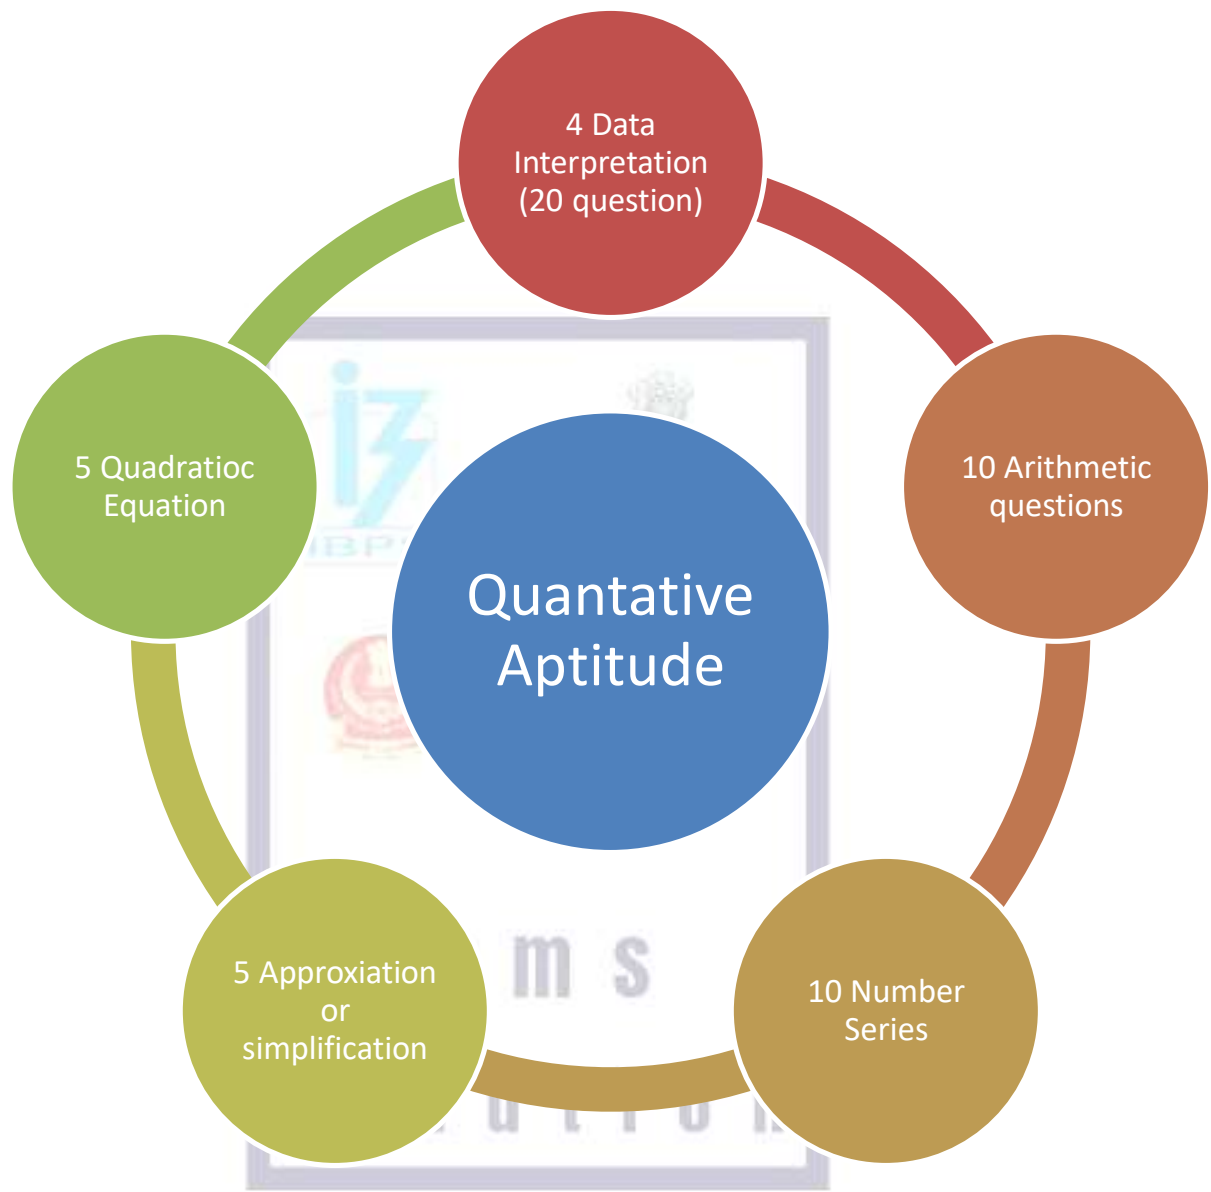 4 Data
Interpretation
(20 question)
5 Quadratioc
Equation
10 Arithmetic
questions
Quantative
Aptitude
5 Approxiation
or
simplification
10 Number
Series
m s